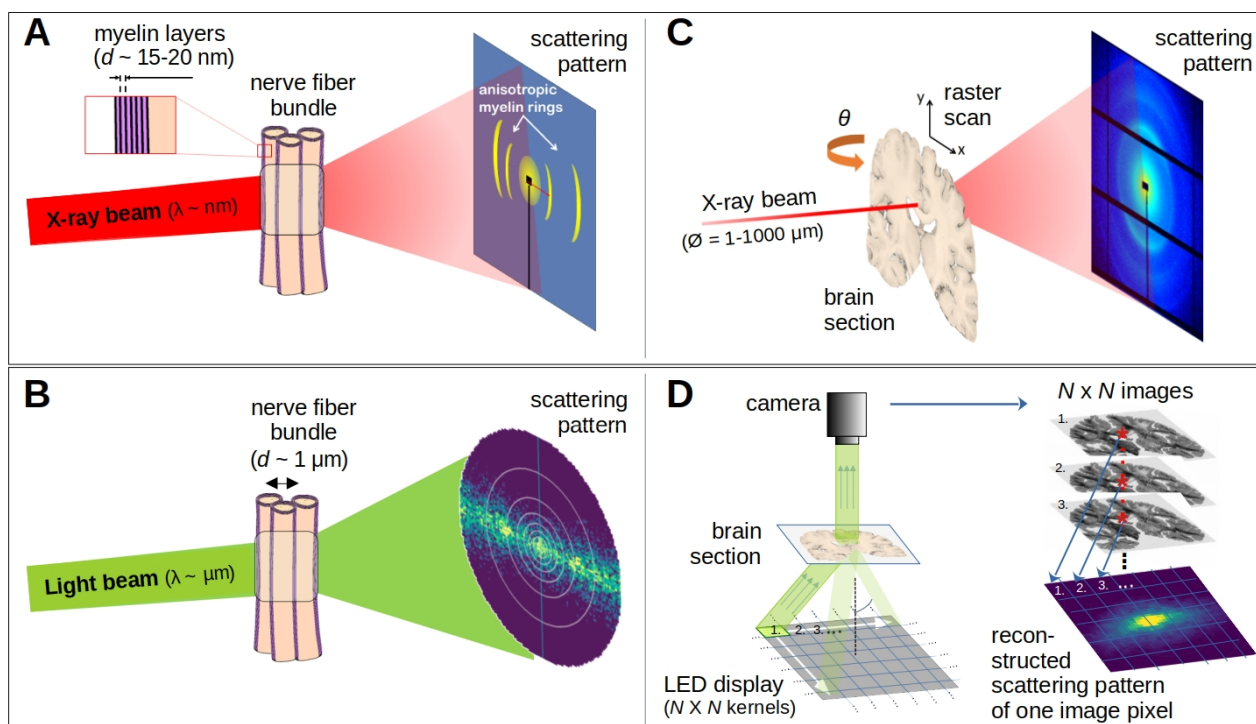 A
myelin layers
(d ~ 15-20 nm)
nerve fiber
bundle
scattering
pattern
anisotropic
myelin rings
X-ray beam (λ ~ nm)
C
scattering
pattern
y
raster
scan
x
θ
X-ray beam
(Ø = 1-1000 µm)
brain
section
B
nerve fiber
bundle
(d ~ 1 µm)
scattering
pattern
Light beam (λ ~ µm)
D
camera
N x N images
1.
2.
3.
brain
section
1. 2. 3. ...
1. 2. 3. ...
LED display
(N X N kernels)
recon-
structed
scattering pattern
of one image pixel